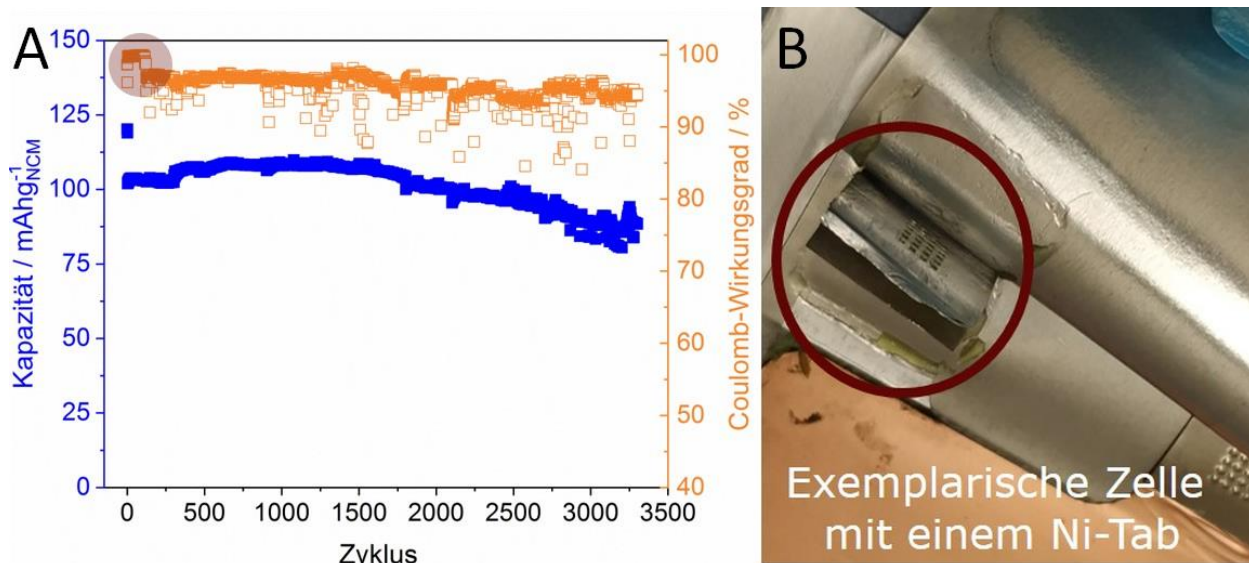 A
Kapazität / mAhg⁻¹NCM
150
125
100
75
50
25
0
0 500 1000 1500 2000 2500 3000 3500
Zyklus
100
90
80
70
60
50
40
Coulomb-Wirkungsgrad / %
B
Exemplarische Zelle
mit einem Ni-Tab